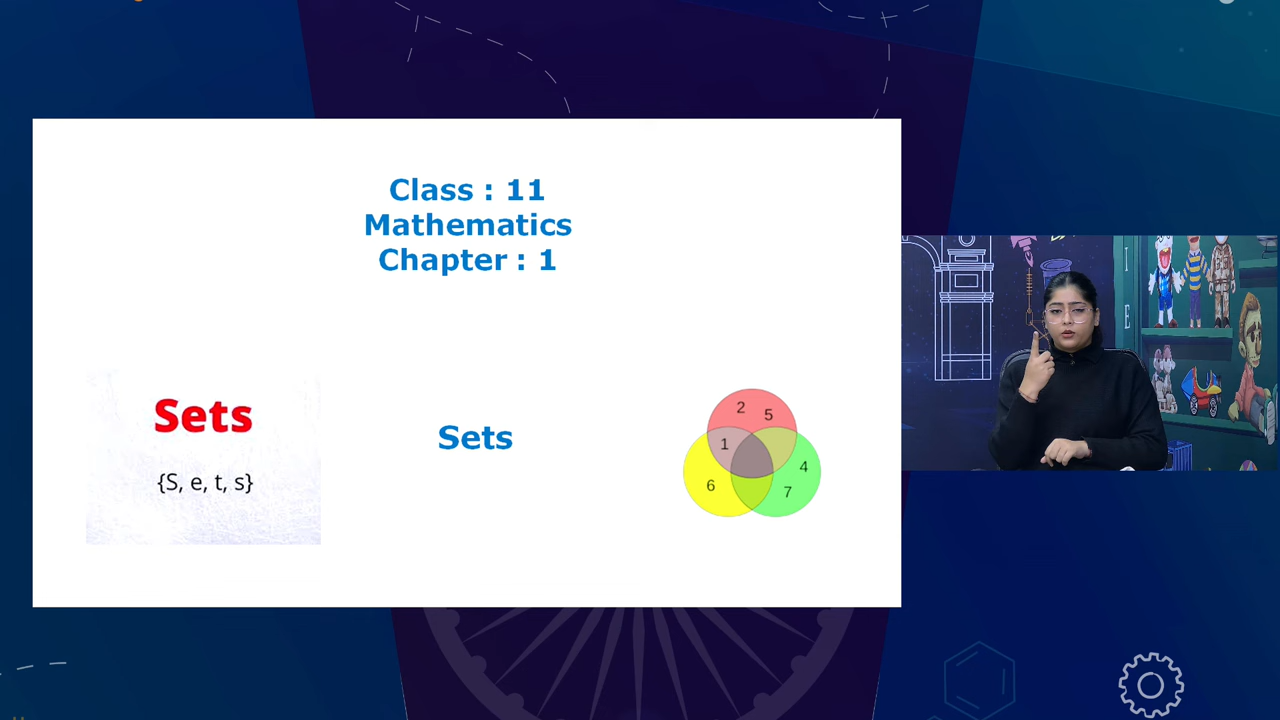 Class : 11
Mathematics
Chapter : 1
Sets
{S, e, t, s}
Sets
2 5
1
4
6
7
I
E